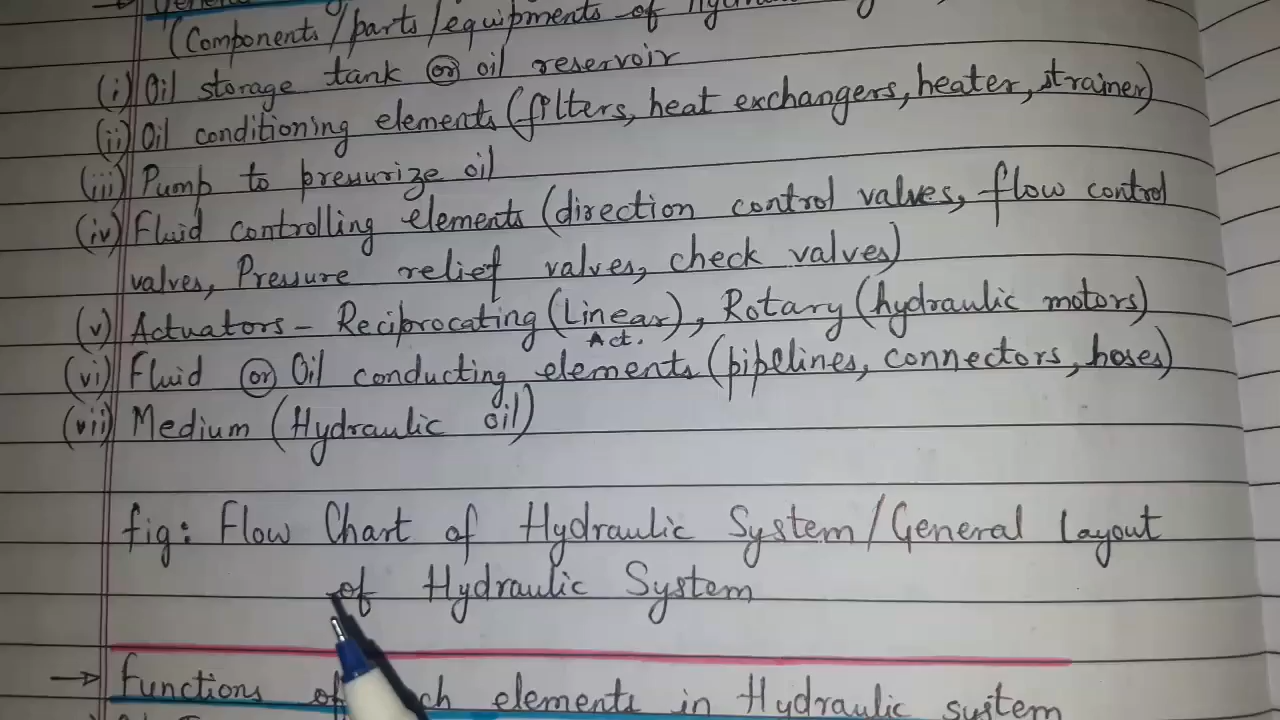 (Components/parts/equipments of
(i) Oil storage tank or oil reservoir
(ii) Oil conditioning elements (filters, heat exchangers, heater, strainer)
(iii) Pump to pressurize oil
(iv) Fluid controlling elements (direction control valves, flow control
valves, Pressure relief valves, check valves)
(v) Actuators - Reciprocating (Linear), Rotary (hydraulic motors)
Act.
(vi) Fluid or Oil conducting elements (pipelines, connectors, hoses)
(vii) Medium (Hydraulic oil)
fig: Flow Chart of Hydraulic System/General Layout
of Hydraulic System
→ Functions of elements in Hydraulic system